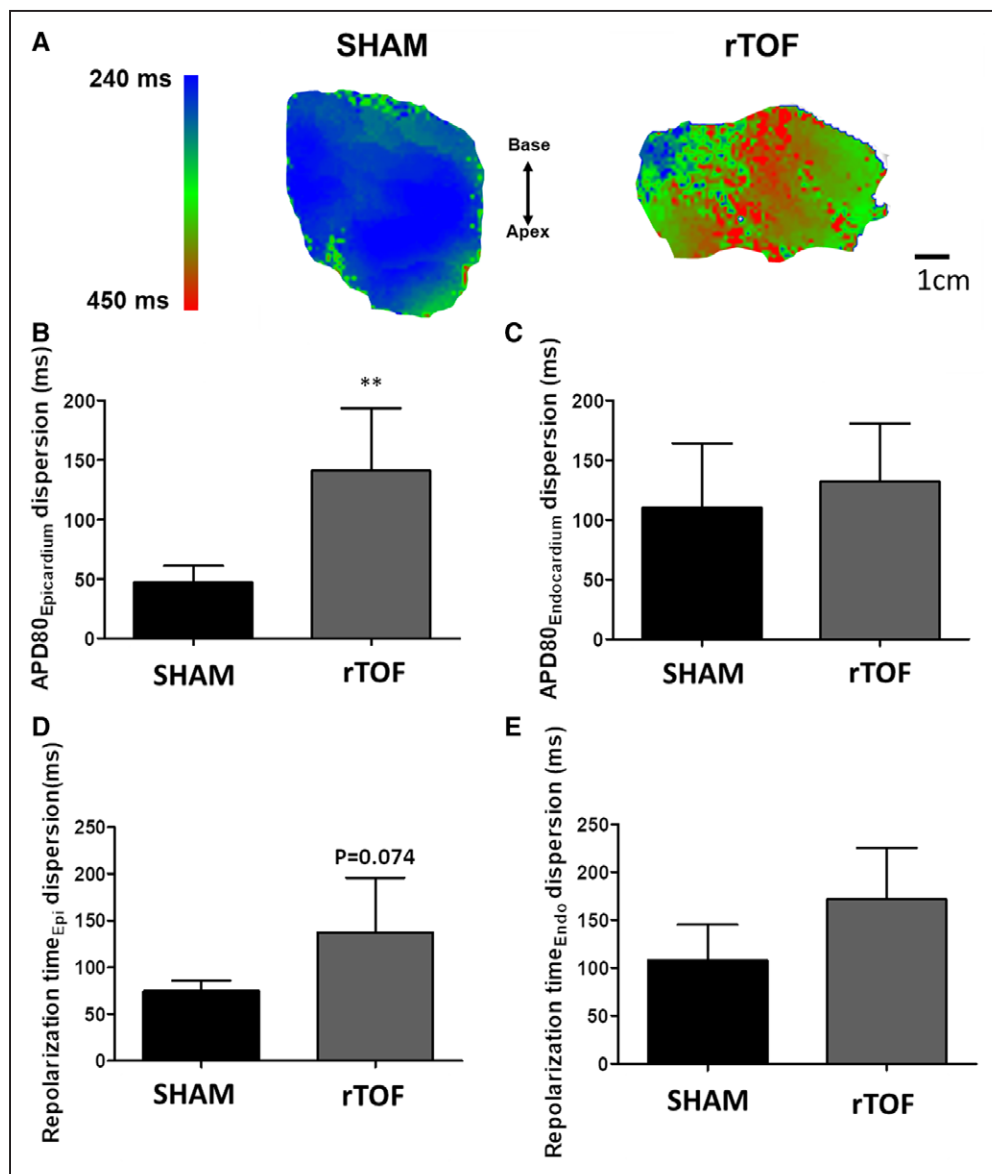 A
SHAM
rTOF
240 ms
450 ms
Base
Apex
1cm
B
APD80Epicardium dispersion (ms)
200
150
100
50
0
**
SHAM
rTOF
C
APD80Endocardium dispersion (ms)
200
150
100
50
0
SHAM
rTOF
D
Repolarization timeEpi dispersion(ms)
250
200
150
100
50
0
P=0.074
SHAM
rTOF
E
Repolarization timeEndo dispersion (ms)
250
200
150
100
50
0
SHAM
rTOF